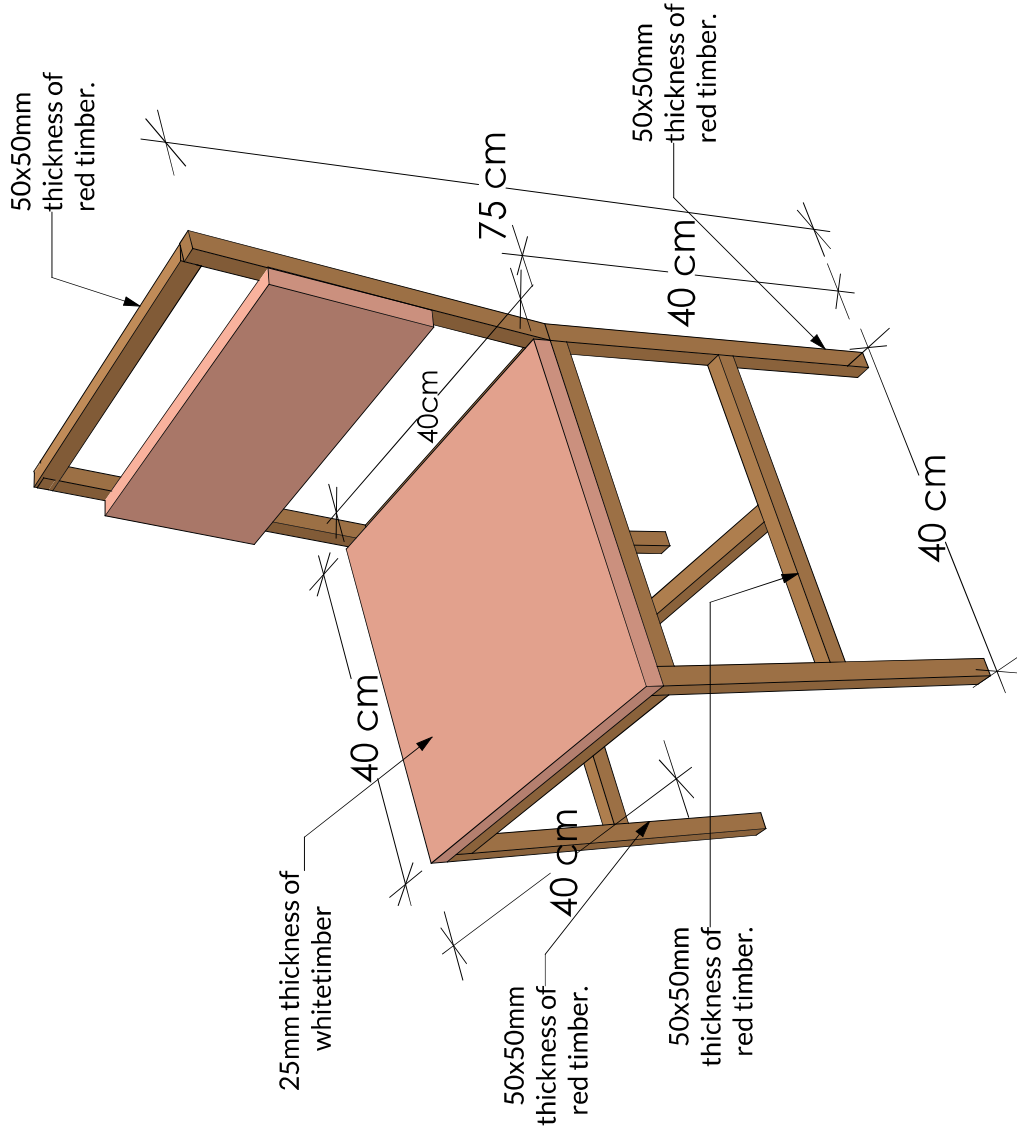 50x50mm
thickness of
red timber.
75 cm
50x50mm
thickness of
red timber.
40 cm
40cm
40 cm
40 cm
25mm thickness of
whitetimber
40 cm
50x50mm
thickness of
red timber.
50x50mm
thickness of
red timber.